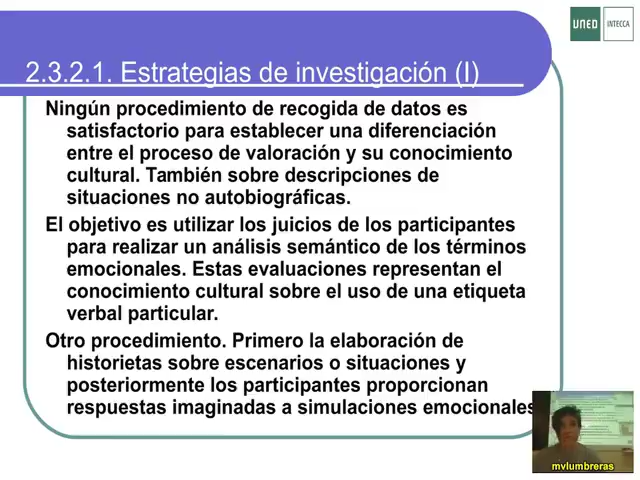 UNED
INTECCA
2.3.2.1. Estrategias de investigación (I)
Ningún procedimiento de recogida de datos es
satisfactorio para establecer una diferenciación
entre el proceso de valoración y su conocimiento
cultural. También sobre descripciones de
situaciones no autobiográficas.
El objetivo es utilizar los juicios de los participantes
para realizar un análisis semántico de los términos
emocionales. Estas evaluaciones representan el
conocimiento cultural sobre el uso de una etiqueta
verbal particular.
Otro procedimiento. Primero la elaboración de
historietas sobre escenarios o situaciones y
posteriormente los participantes proporcionan
respuestas imaginadas a simulaciones emocionales
mvlumbreras